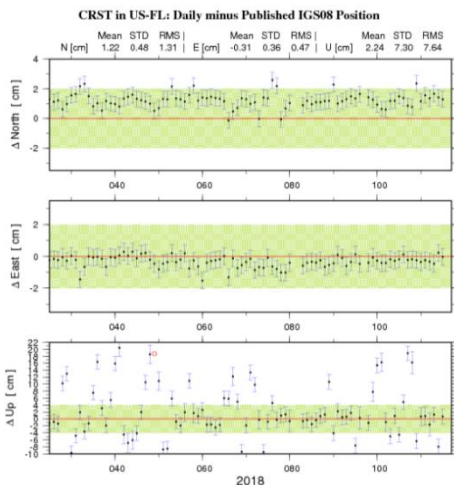 CRST in US-FL: Daily minus Published IGS08 Position
Mean STD RMS | Mean STD RMS | Mean STD RMS
N [cm] 1.22 0.48 1.31 | E [cm] -0.31 0.36 0.47 | U [cm] 2.24 7.30 7.64
Δ North [cm]
4
2
0
-2
040 060 080 100
Δ East [cm]
2
0
-2
040 060 080 100
Δ Up [cm]
22
20
18
16
14
12
10
8
6
4
2
0
-2
-4
-6
-8
-10
040 060 080 100
2018